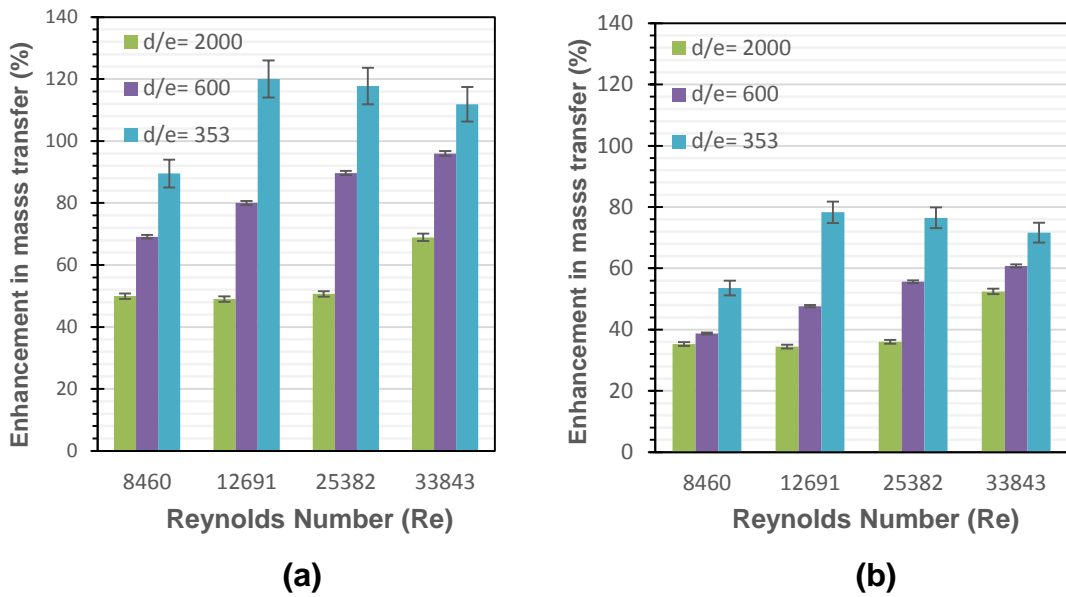 Enhancement in masss transfer (%)
140
120
100
80
60
40
20
0
d/e= 2000
d/e= 600
d/e= 353
8460 12691 25382 33843
Reynolds Number (Re)
(a)
Enhancement in masss transfer (%)
140
120
100
80
60
40
20
0
d/e= 2000
d/e= 600
d/e= 353
8460 12691 25382 33843
Reynolds Number (Re)
(b)